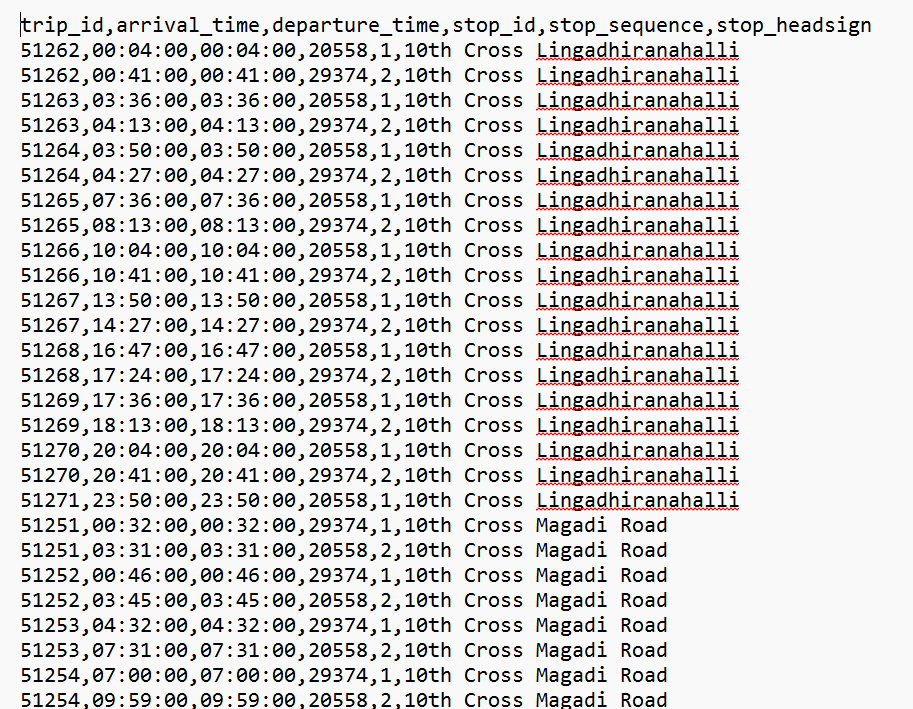 trip_id,arrival_time,departure_time,stop_id,stop_sequence,stop_headsign
51262,00:04:00,00:04:00,20558,1,10th Cross Lingadhiranahalli
51262,00:41:00,00:41:00,29374,2,10th Cross Lingadhiranahalli
51263,03:36:00,03:36:00,20558,1,10th Cross Lingadhiranahalli
51263,04:13:00,04:13:00,29374,2,10th Cross Lingadhiranahalli
51264,03:50:00,03:50:00,20558,1,10th Cross Lingadhiranahalli
51264,04:27:00,04:27:00,29374,2,10th Cross Lingadhiranahalli
51265,07:36:00,07:36:00,20558,1,10th Cross Lingadhiranahalli
51265,08:13:00,08:13:00,29374,2,10th Cross Lingadhiranahalli
51266,10:04:00,10:04:00,20558,1,10th Cross Lingadhiranahalli
51266,10:41:00,10:41:00,29374,2,10th Cross Lingadhiranahalli
51267,13:50:00,13:50:00,20558,1,10th Cross Lingadhiranahalli
51267,14:27:00,14:27:00,29374,2,10th Cross Lingadhiranahalli
51268,16:47:00,16:47:00,20558,1,10th Cross Lingadhiranahalli
51268,17:24:00,17:24:00,29374,2,10th Cross Lingadhiranahalli
51269,17:36:00,17:36:00,20558,1,10th Cross Lingadhiranahalli
51269,18:13:00,18:13:00,29374,2,10th Cross Lingadhiranahalli
51270,20:04:00,20:04:00,20558,1,10th Cross Lingadhiranahalli
51270,20:41:00,20:41:00,29374,2,10th Cross Lingadhiranahalli
51271,23:50:00,23:50:00,20558,1,10th Cross Lingadhiranahalli
51251,00:32:00,00:32:00,29374,1,10th Cross Magadi Road
51251,03:31:00,03:31:00,20558,2,10th Cross Magadi Road
51252,00:46:00,00:46:00,29374,1,10th Cross Magadi Road
51252,03:45:00,03:45:00,20558,2,10th Cross Magadi Road
51253,04:32:00,04:32:00,29374,1,10th Cross Magadi Road
51253,07:31:00,07:31:00,20558,2,10th Cross Magadi Road
51254,07:00:00,07:00:00,29374,1,10th Cross Magadi Road
51254,09:59:00,09:59:00,20558,2,10th Cross Magadi Road